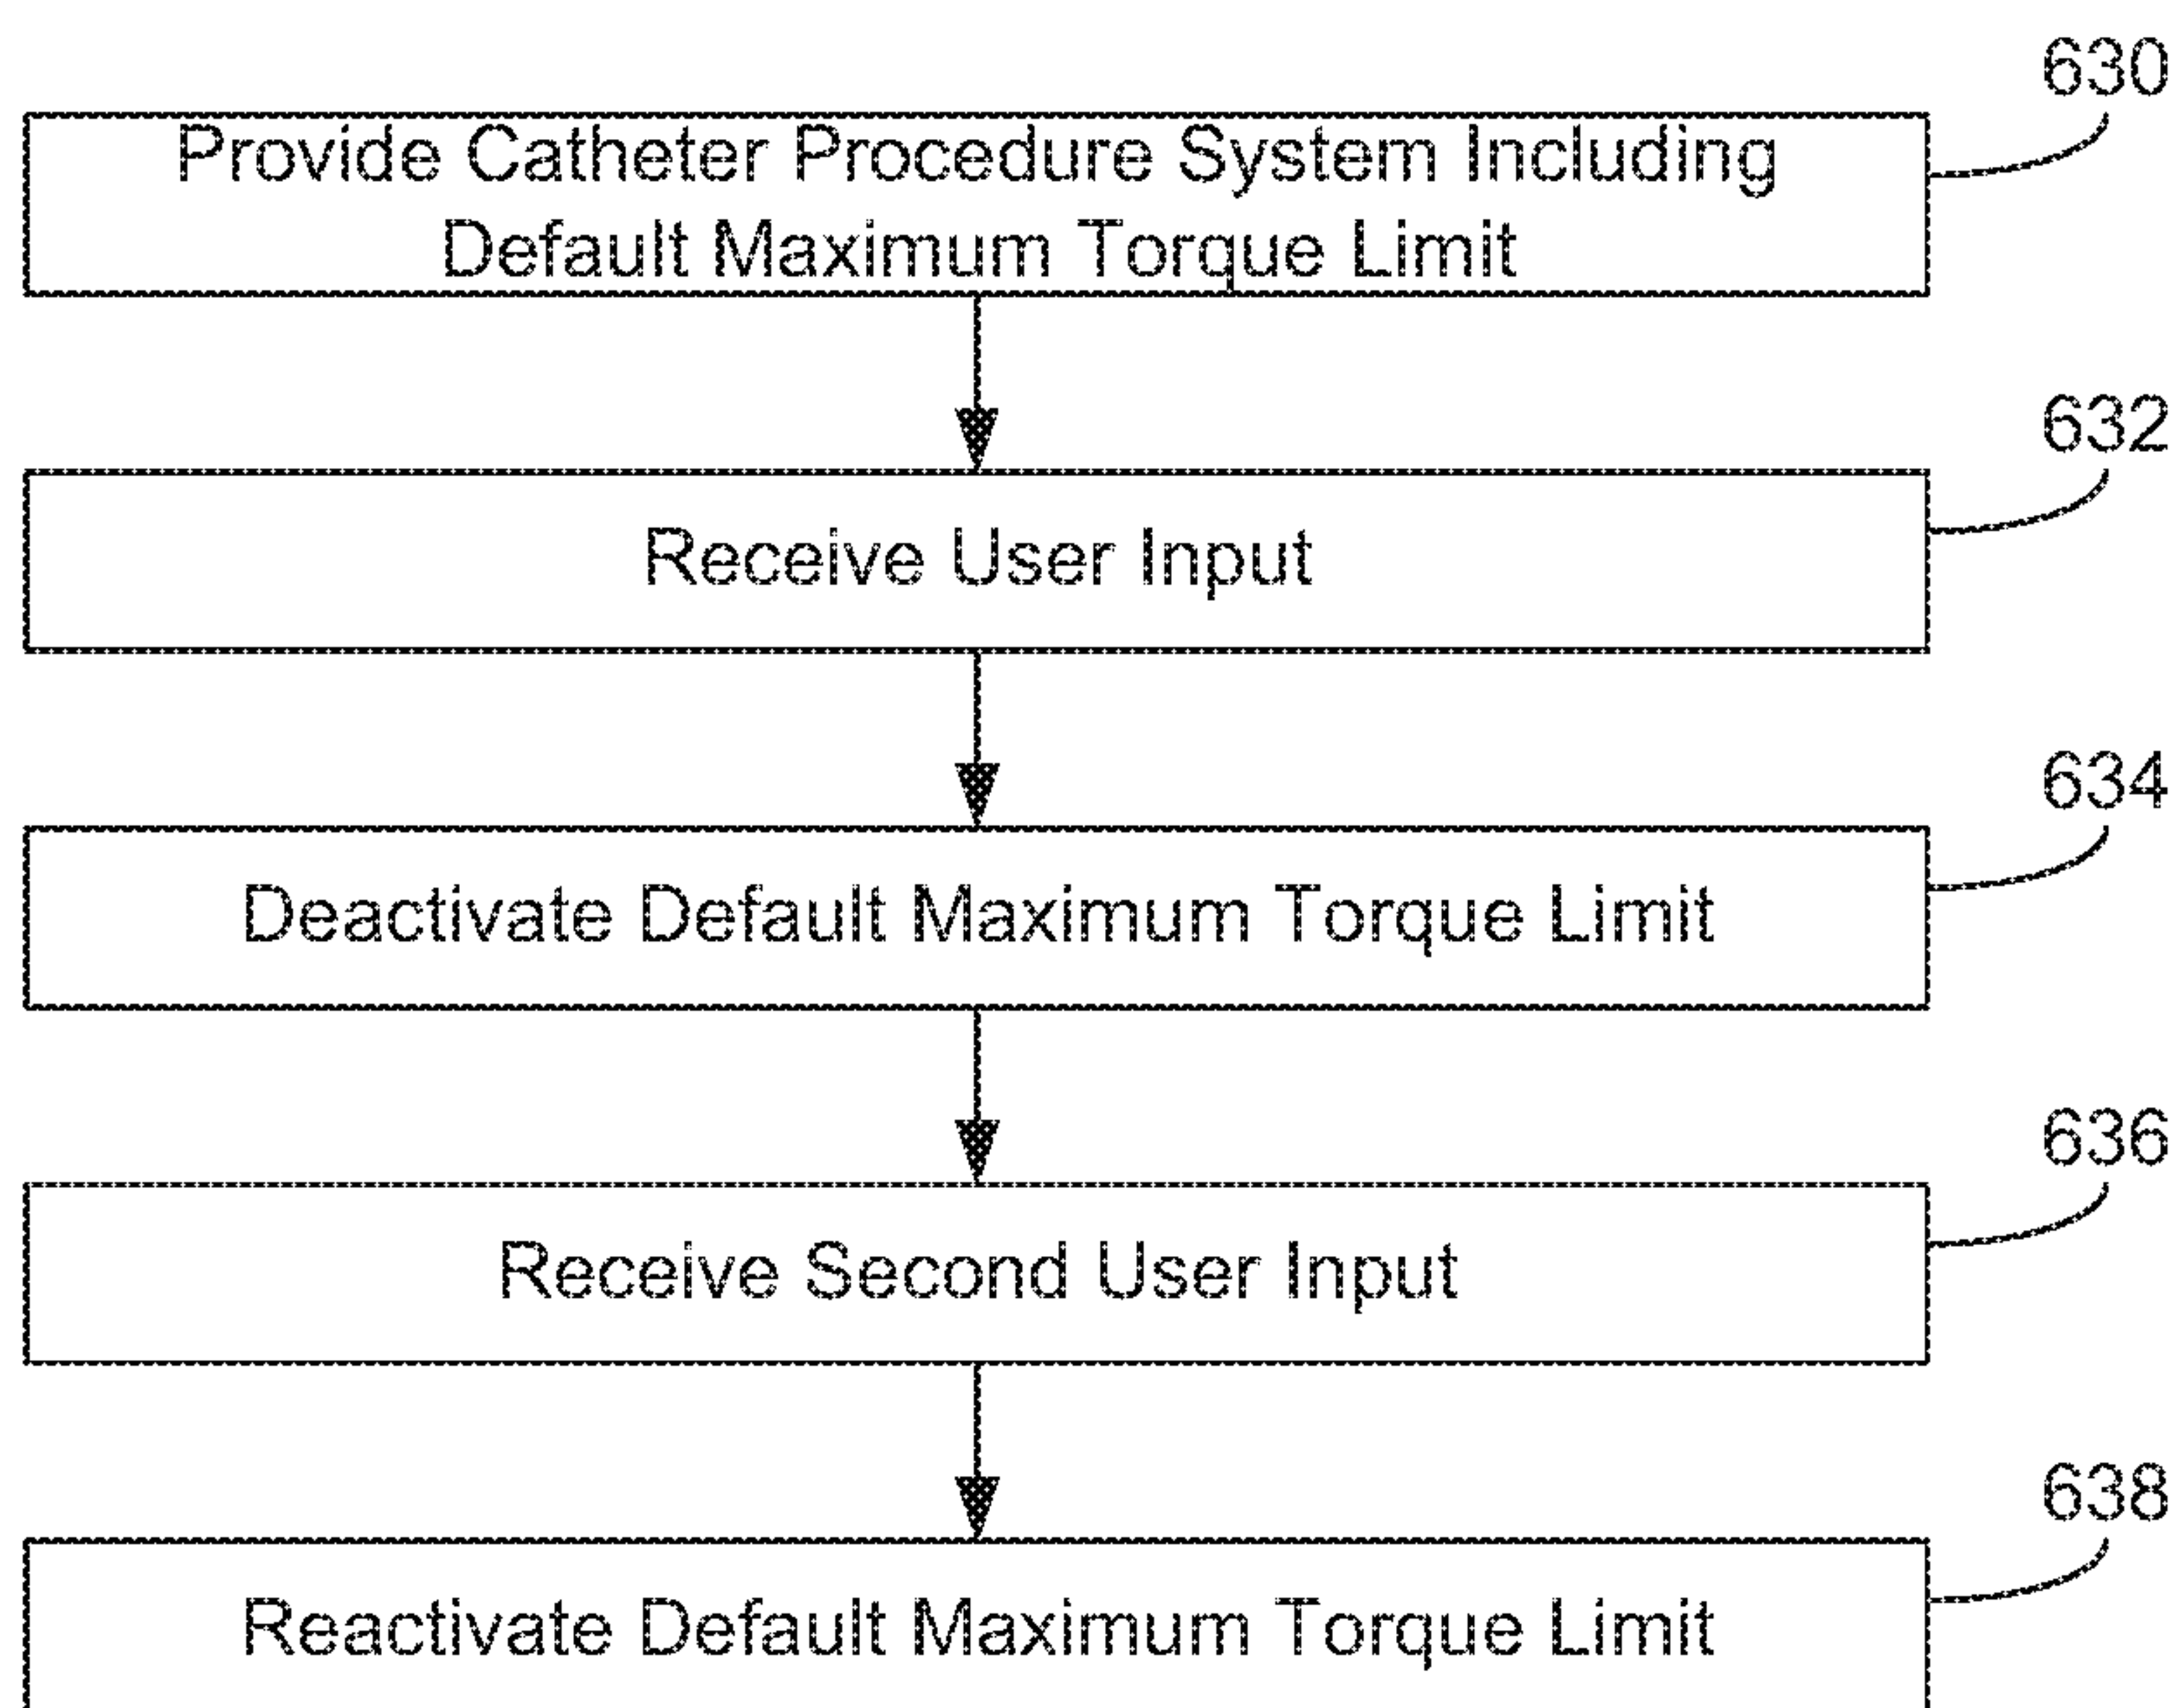 630
Provide Catheter Procedure System Including
Default Maximum Torque Limit
632
Receive User Input
634
Deactivate Default Maximum Torque Limit
636
Receive Second User Input
638
Reactivate Default Maximum Torque Limit